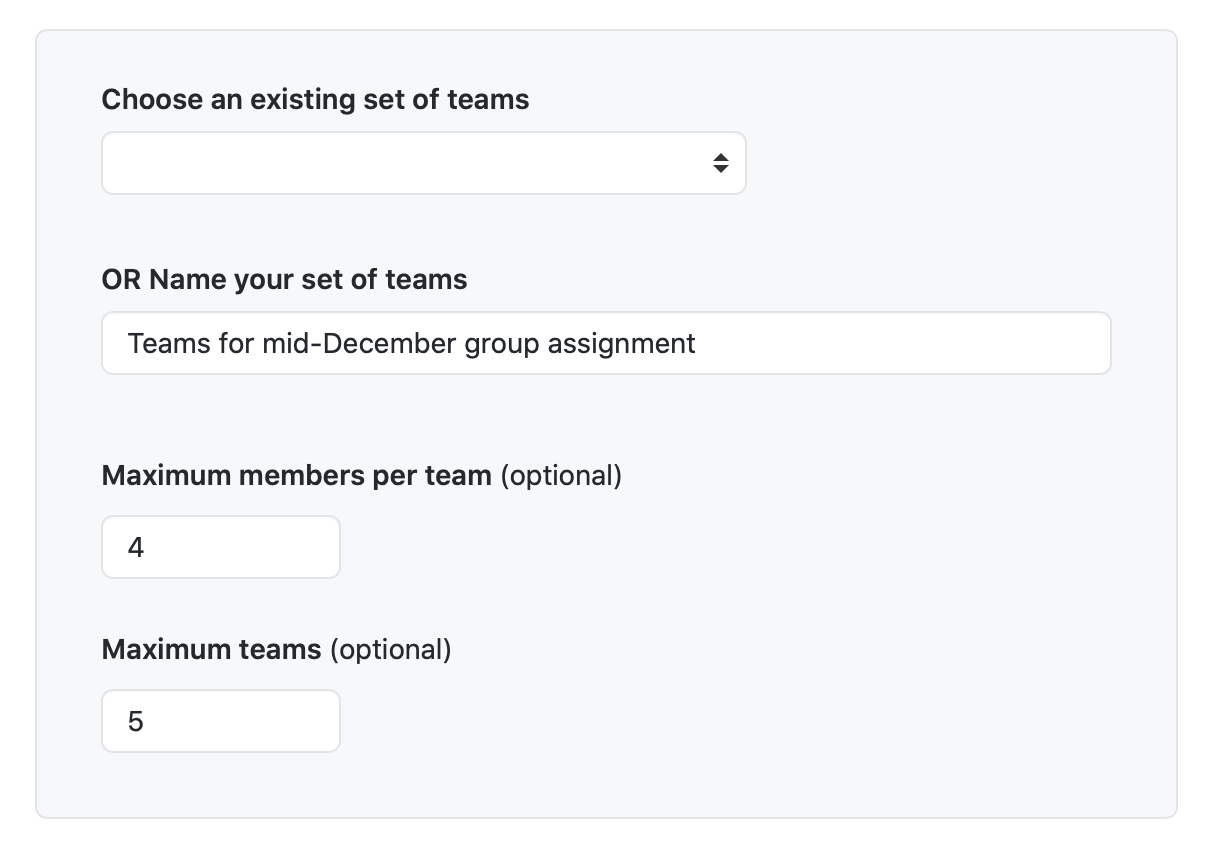 Choose an existing set of teams
OR Name your set of teams
Teams for mid-December group assignment
Maximum members per team (optional)
4
Maximum teams (optional)
5